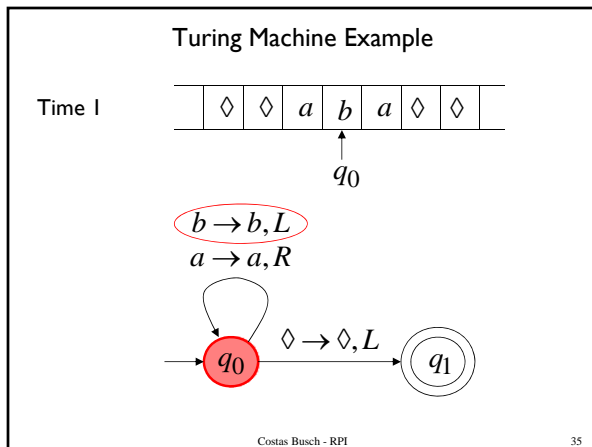 Turing Machine Example
Time 1
◊ ◊ a b a ◊ ◊
q0
b → b, L
a → a, R
◊ → ◊, L
q0 q1
Costas Busch - RPI 35